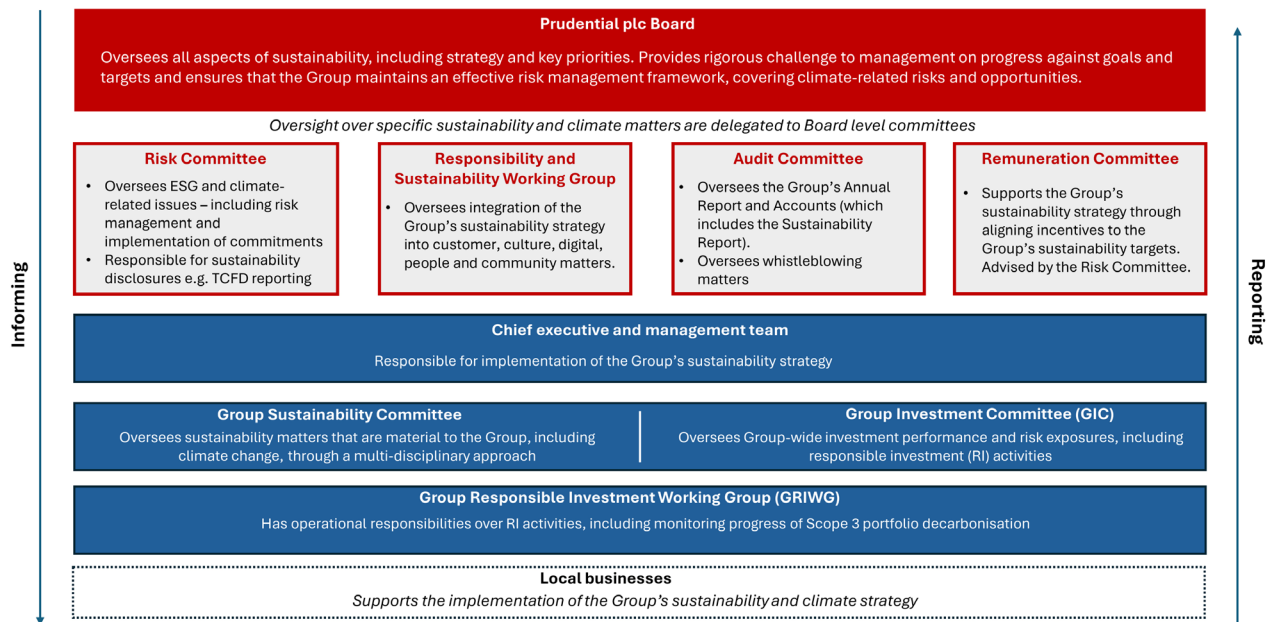 Prudential plc Board
Oversees all aspects of sustainability, including strategy and key priorities. Provides rigorous challenge to management on progress against goals and
targets and ensures that the Group maintains an effective risk management framework, covering climate-related risks and opportunities.
Oversight over specific sustainability and climate matters are delegated to Board level committees
Risk Committee
• Oversees ESG and climate-
related issues – including risk
management and
implementation of commitments
• Responsible for sustainability
disclosures e.g. TCFD reporting
Responsibility and
Sustainability Working Group
• Oversees integration of the
Group's sustainability strategy
into customer, culture, digital,
people and community matters.
Audit Committee
• Oversees the Group's Annual
Report and Accounts (which
includes the Sustainability
Report).
• Oversees whistleblowing
matters
Remuneration Committee
• Supports the Group's
sustainability strategy through
aligning incentives to the
Group's sustainability targets.
Advised by the Risk Committee.
Informing
Reporting
Chief executive and management team
Responsible for implementation of the Group's sustainability strategy
Group Sustainability Committee
Oversees sustainability matters that are material to the Group, including
climate change, through a multi-disciplinary approach
Group Investment Committee (GIC)
Oversees Group-wide investment performance and risk exposures, including
responsible investment (RI) activities
Group Responsible Investment Working Group (GRIWG)
Has operational responsibilities over RI activities, including monitoring progress of Scope 3 portfolio decarbonisation
Local businesses
Supports the implementation of the Group's sustainability and climate strategy